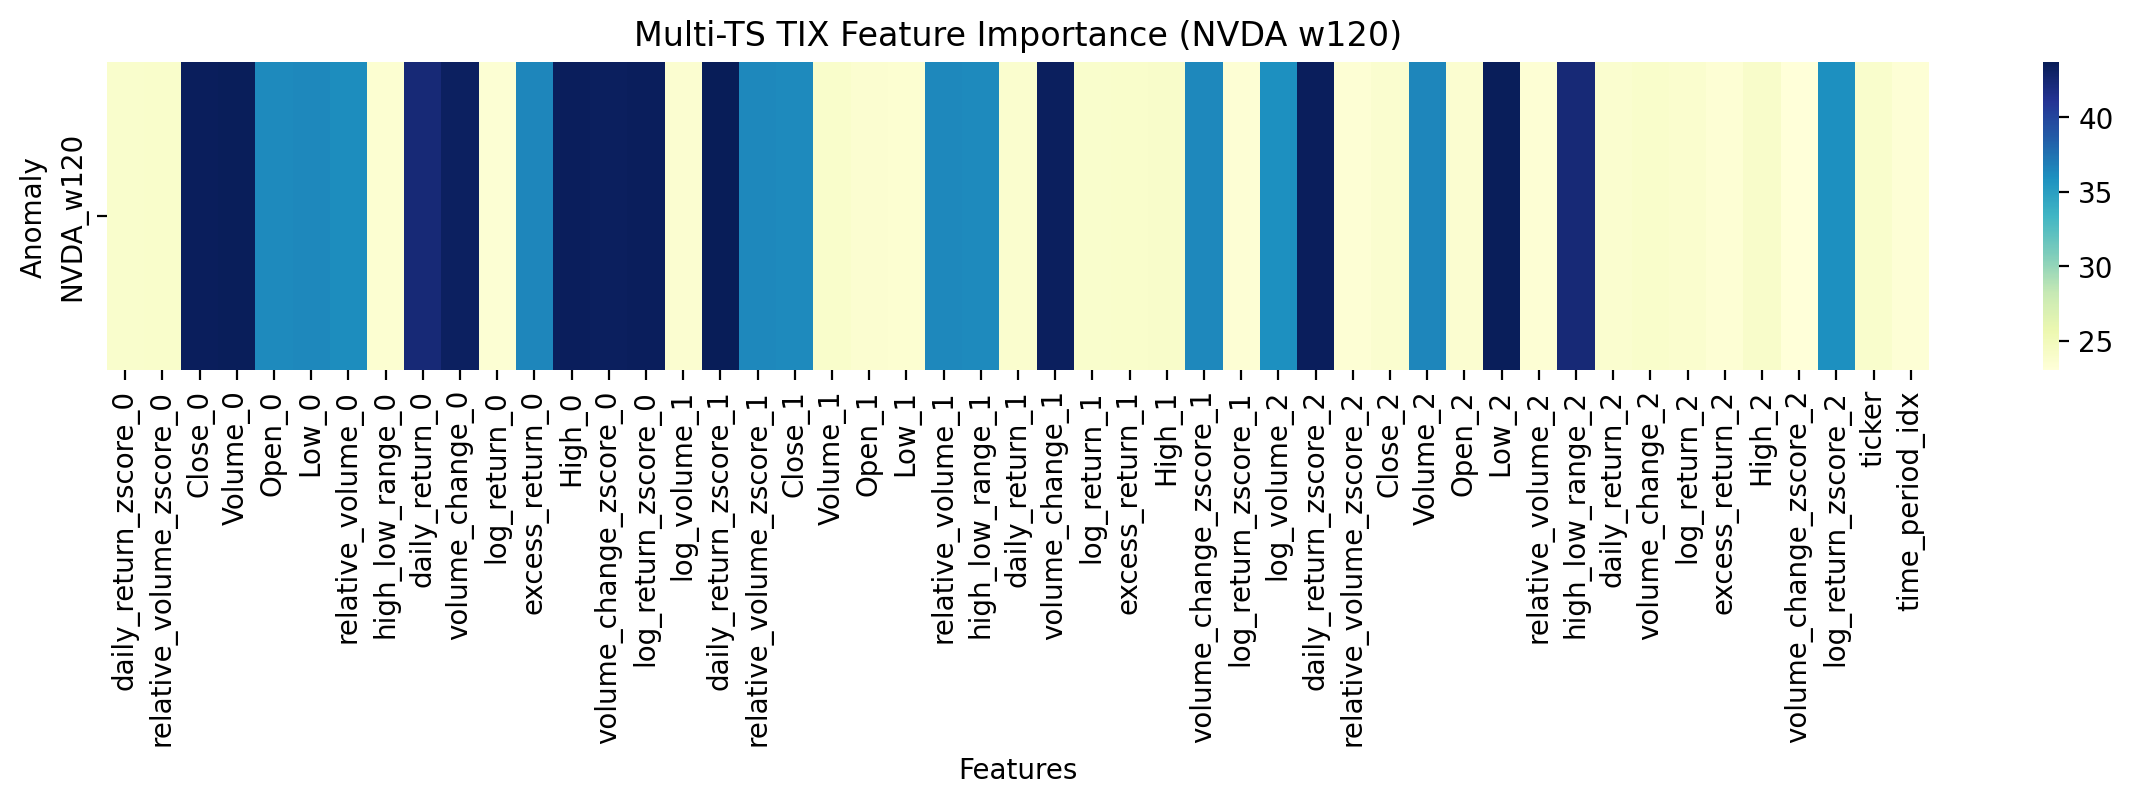 Multi-TS TIX Feature Importance (NVDA w120)
Anomaly
NVDA_w120
40
35
30
25
daily_return_zscore_0
relative_volume_zscore_0
Close_0
Volume_0
Open_0
Low_0
relative_volume_0
high_low_range_0
daily_return_0
volume_change_0
log_return_0
excess_return_0
High_0
volume_change_zscore_0
log_return_zscore_0
log_volume_1
daily_return_zscore_1
relative_volume_zscore_1
Close_1
Volume_1
Open_1
Low_1
relative_volume_1
high_low_range_1
daily_return_1
volume_change_1
log_return_1
excess_return_1
High_1
volume_change_zscore_1
log_return_zscore_1
log_volume_2
daily_return_zscore_2
relative_volume_zscore_2
Close_2
Volume_2
Open_2
Low_2
relative_volume_2
high_low_range_2
daily_return_2
volume_change_2
log_return_2
excess_return_2
High_2
volume_change_zscore_2
log_return_zscore_2
ticker
time_period_idx
Features